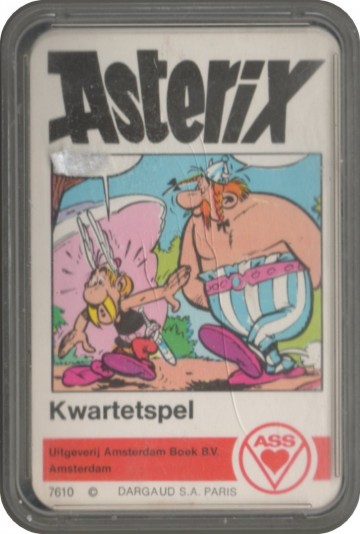 Asterix
Kwartetspel
Uitgeverij Amsterdam Boek B.V.
Amsterdam
ASS
7610 © DARGAUD S.A. PARIS